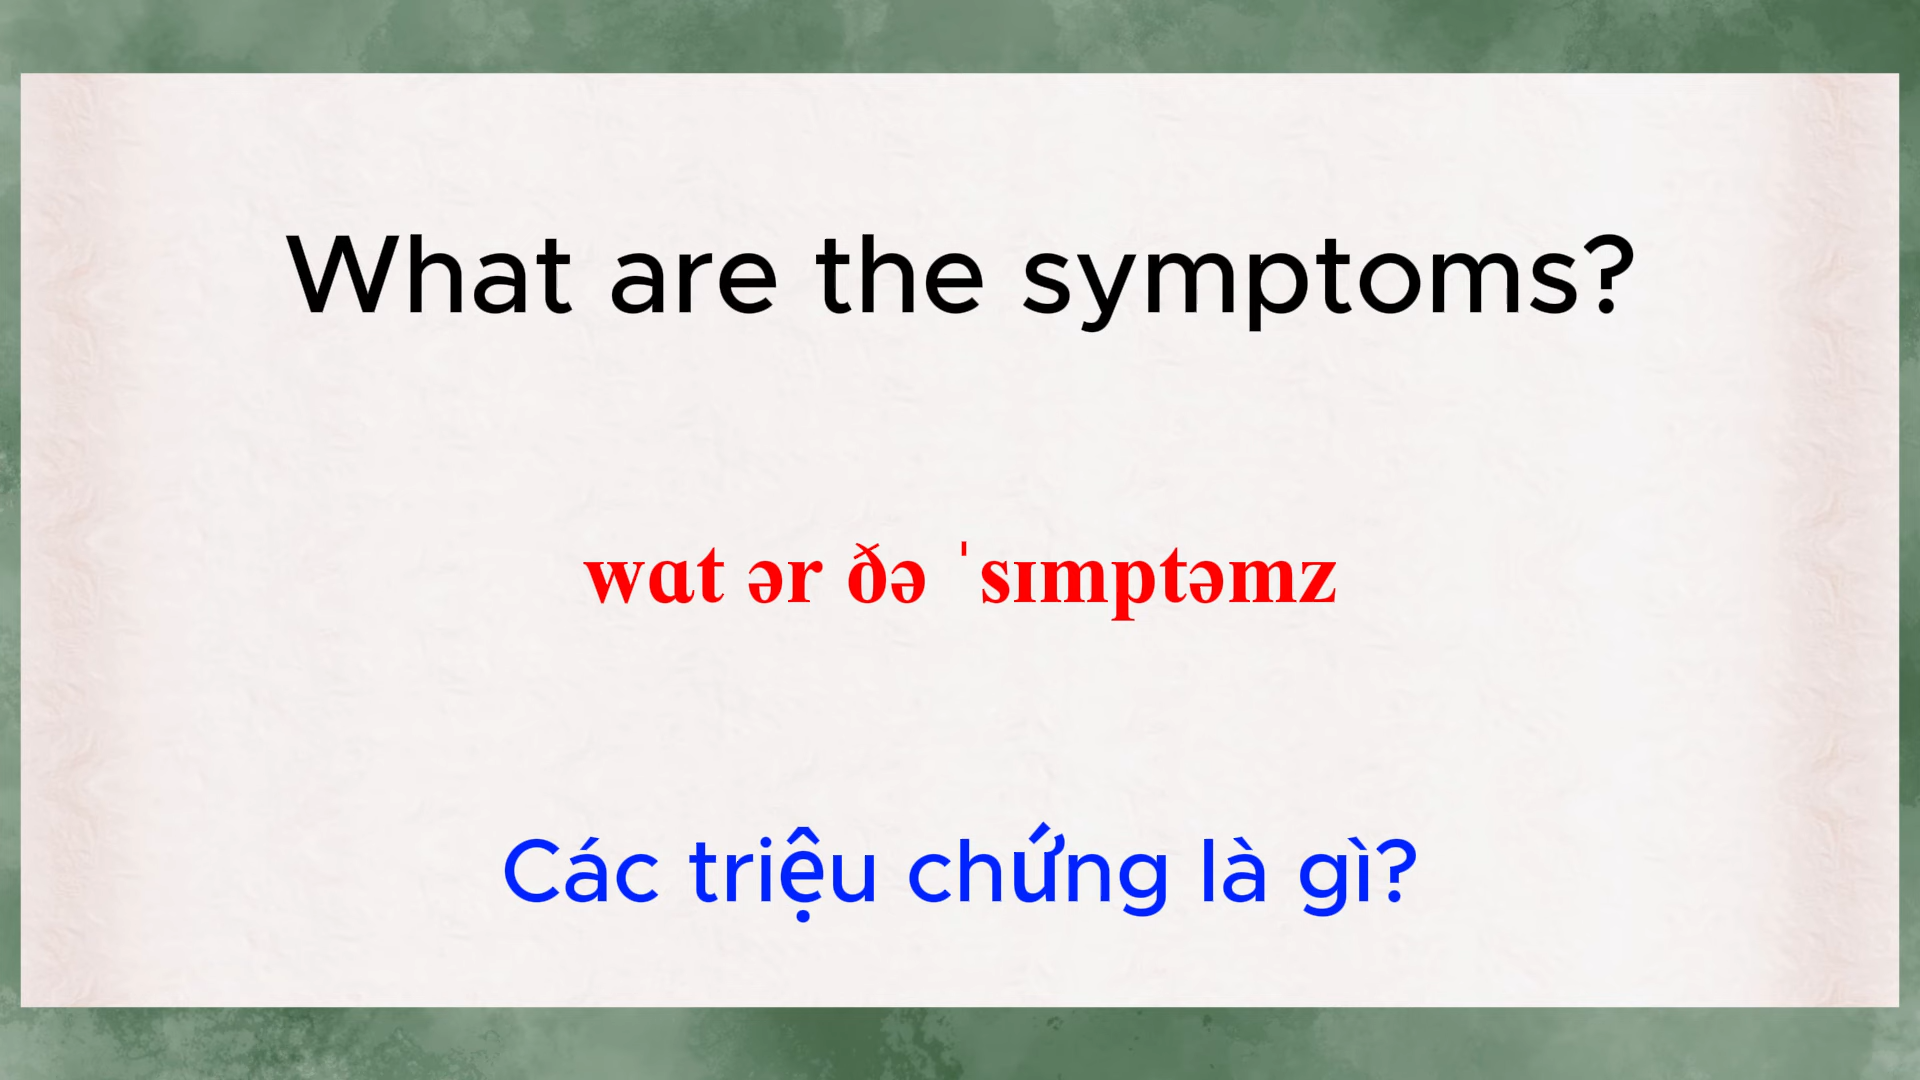 What are the symptoms?
wɑt ər ðə ˈsɪmptəmz
Các triệu chứng là gì?